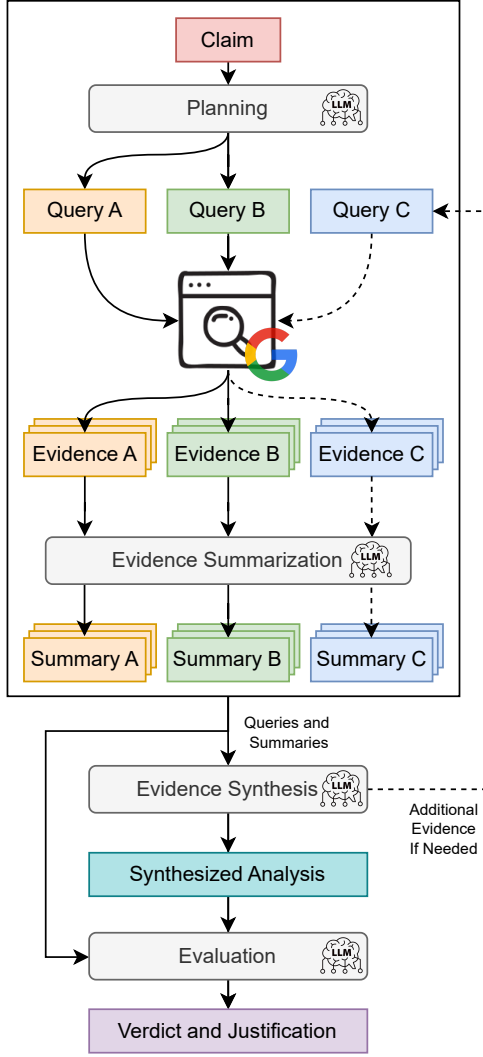 Claim
Planning
LLM
Query A
Query B
Query C
Evidence A
Evidence B
Evidence C
Evidence Summarization
LLM
Summary A
Summary B
Summary C
Queries and
Summaries
Evidence Synthesis
LLM
Additional
Evidence
If Needed
Synthesized Analysis
Evaluation
LLM
Verdict and Justification